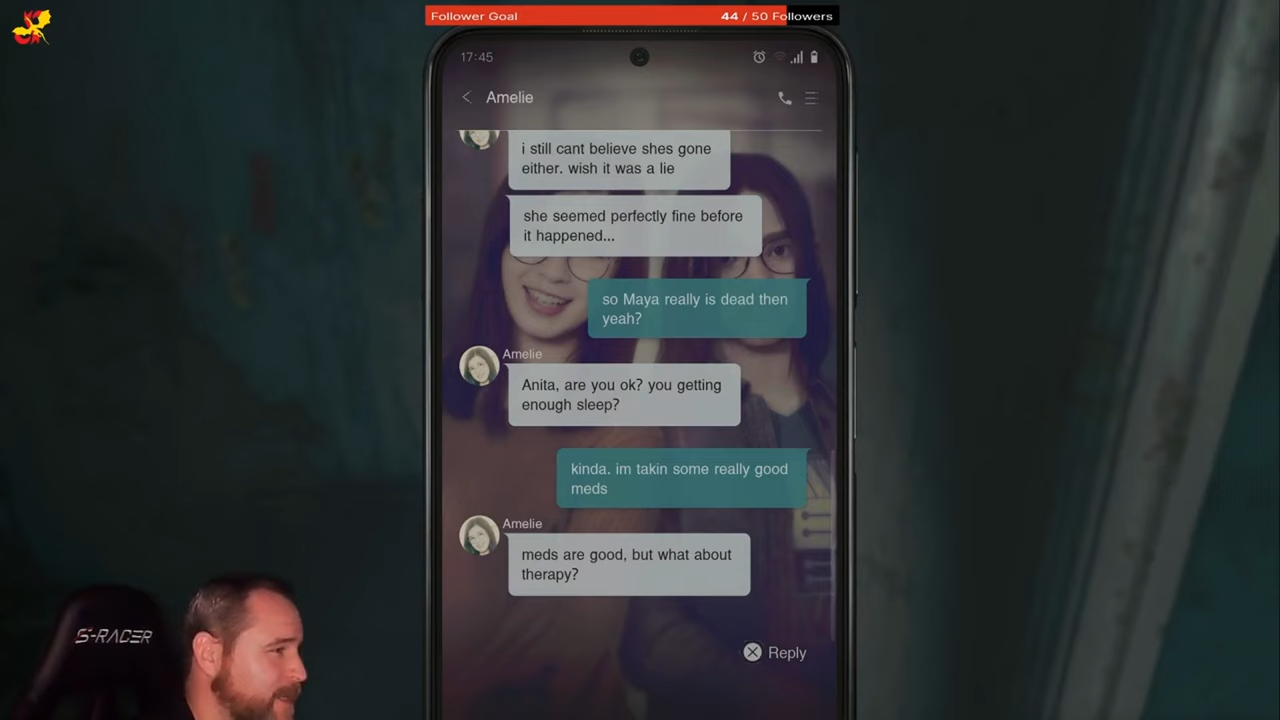 Follower Goal 44 / 50 Followers
17:45
Amelie
i still cant believe shes gone
either. wish it was a lie
she seemed perfectly fine before
it happened...
so Maya really is dead then
yeah?
Amelie
Anita, are you ok? you getting
enough sleep?
kinda. im takin some really good
meds
Amelie
meds are good, but what about
therapy?
Reply
S-RACER